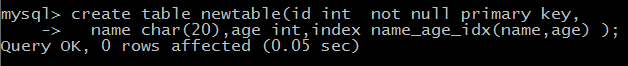 mysql> create table newtable(id int  not null primary key,
    ->   name char(20),age int,index name_age_idx(name,age) );
Query OK, 0 rows affected (0.05 sec)